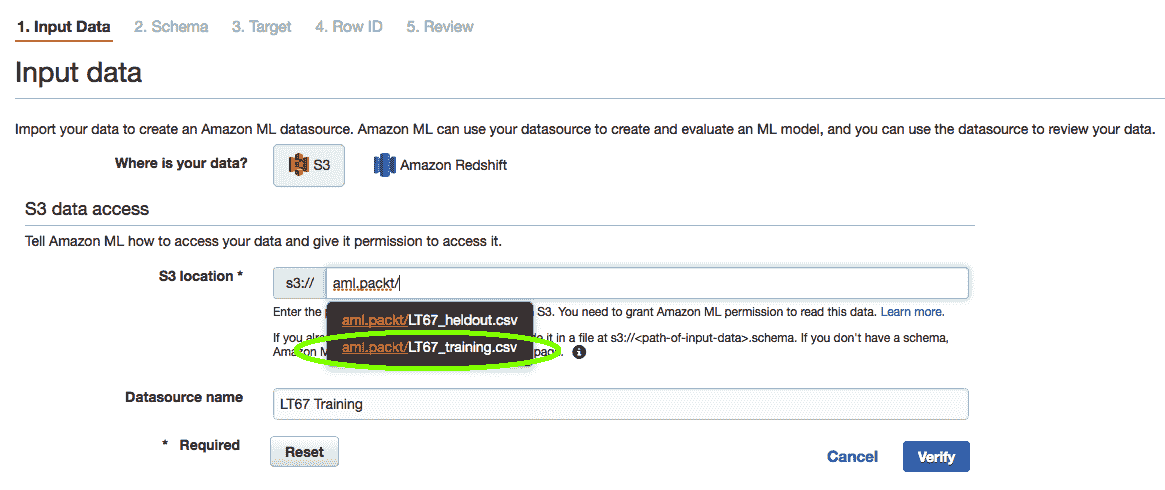 1. Input Data 2. Schema 3. Target 4. Row ID 5. Review
Input data
Import your data to create an Amazon ML datasource. Amazon ML can use your datasource to create and evaluate an ML model, and you can use the datasource to review your data.
Where is your data? S3 Amazon Redshift
S3 data access
Tell Amazon ML how to access your data and give it permission to access it.
S3 location * s3:// aml.packt/
Enter the S3. You need to grant Amazon ML permission to read this data. Learn more.
aml.packt/LT67_heldout.csv
If you it in a file at s3://<path-of-input-data>.schema. If you don't have a schema,
aml.packt/LT67_training.csv
Amazon page.
Datasource name LT67 Training
* Required Reset Cancel Verify